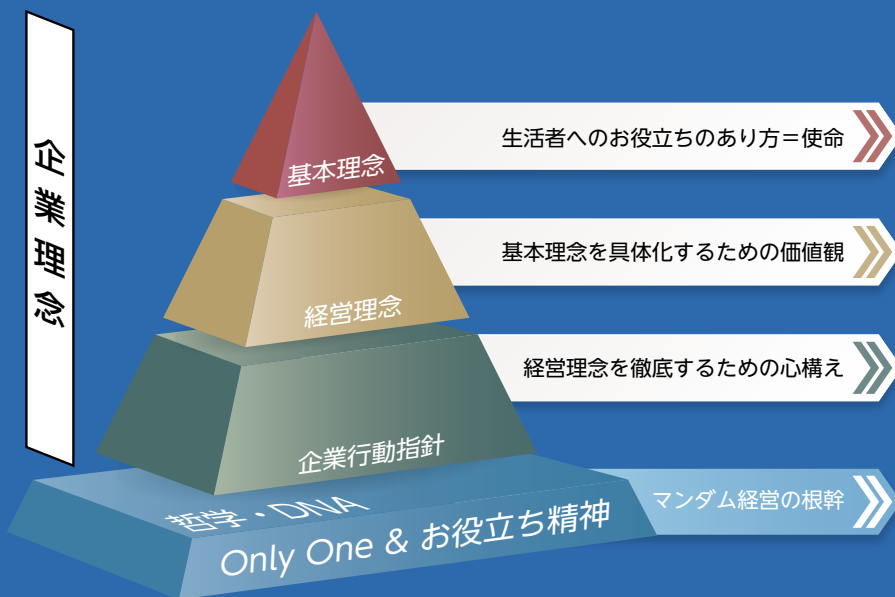 企業理念
基本理念
生活者へのお役立ちのあり方＝使命
経営理念
基本理念を具体化するための価値観
企業行動指針
経営理念を徹底するための心構え
哲学・DNA
Only One & お役立ち精神
マンダム経営の根幹